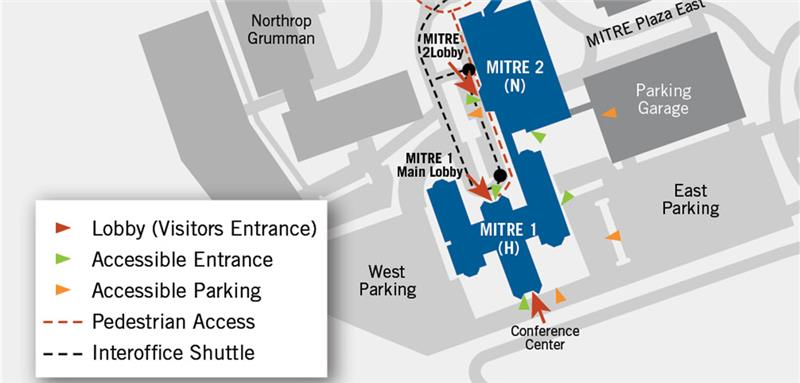 Northrop
Grumman
MITRE
2Lobby
MITRE Plaza East
MITRE 2
(N)
Parking
Garage
MITRE 1
Main Lobby
East
Parking
MITRE 1
(H)
West
Parking
Conference
Center
Lobby (Visitors Entrance)
Accessible Entrance
Accessible Parking
Pedestrian Access
Interoffice Shuttle